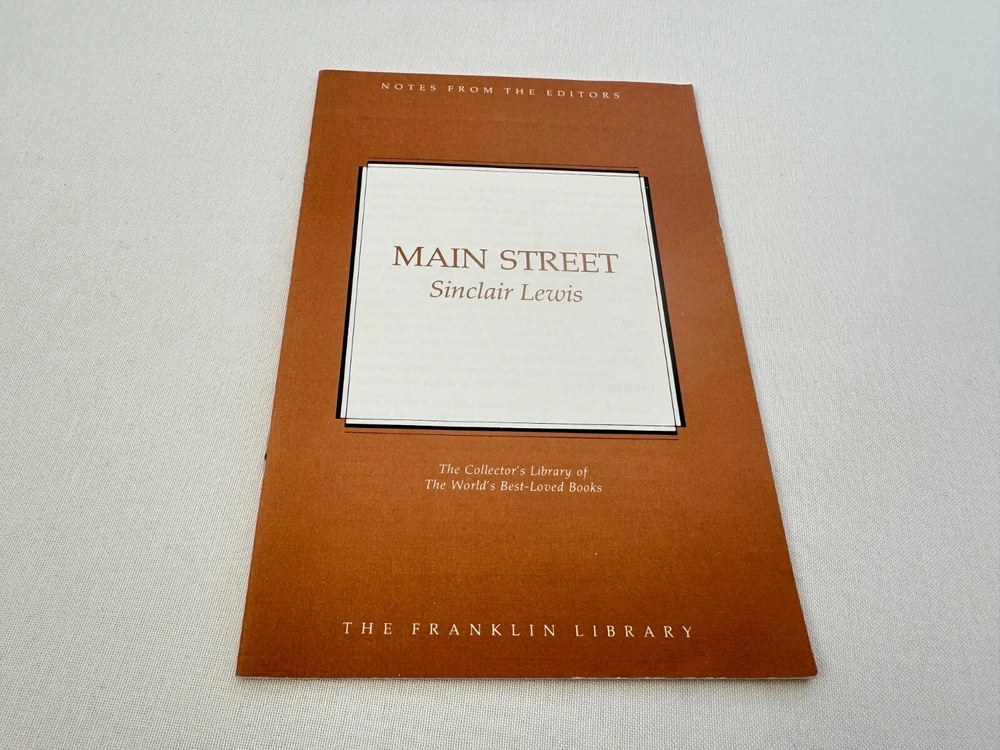 NOTES FROM THE EDITORS
MAIN STREET
Sinclair Lewis
The Collector's Library of
The World's Best-Loved Books
THE FRANKLIN LIBRARY